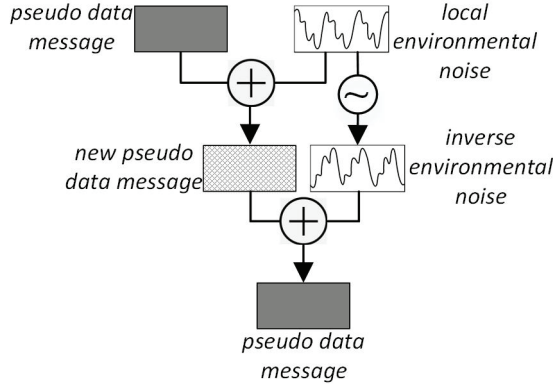 pseudo data
message
local
environmental
noise
new pseudo
data message
inverse
environmental
noise
pseudo data
message